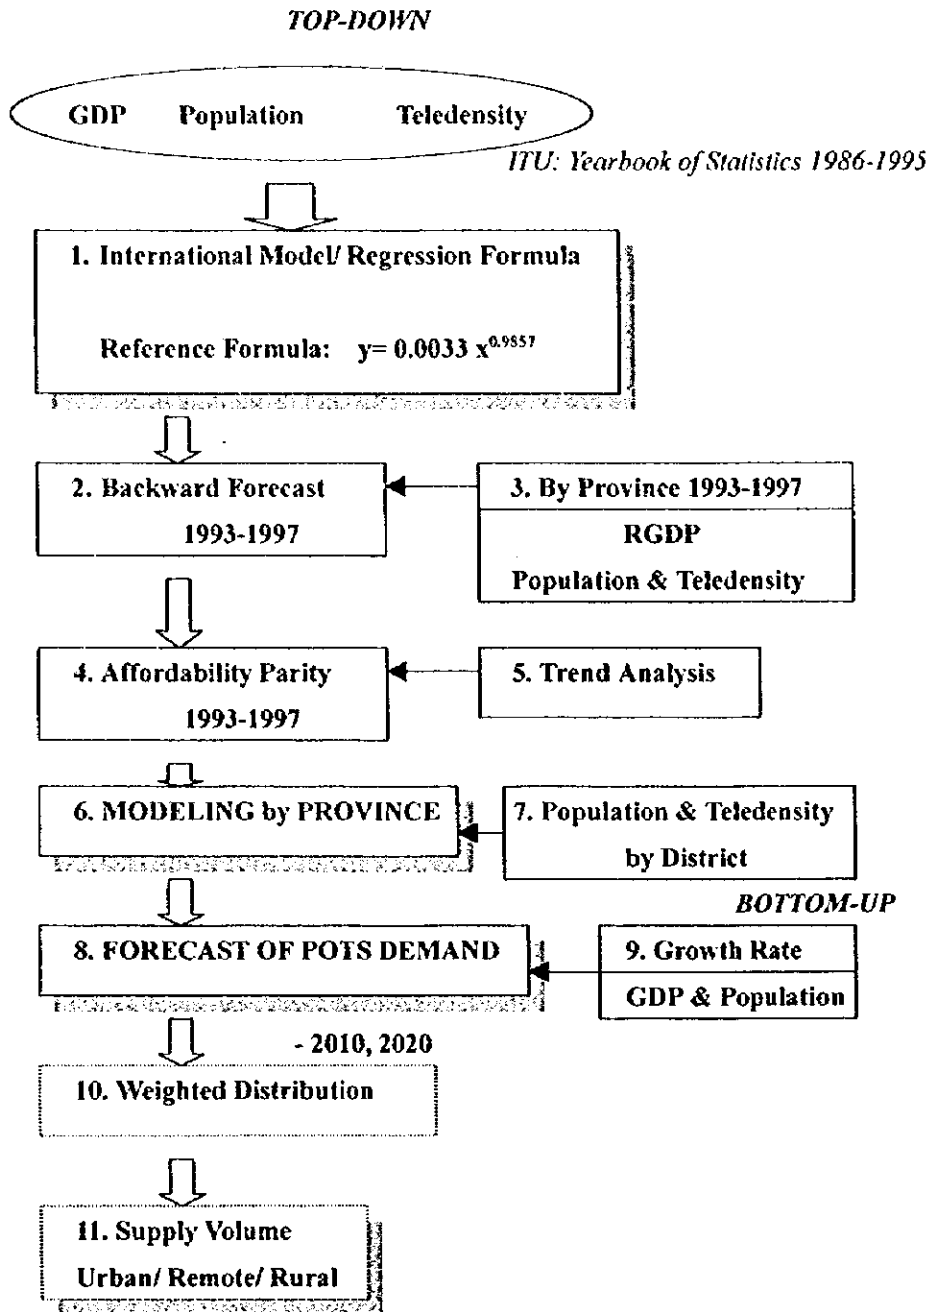 TOP-DOWN
GDP Population Teledensity
ITU: Yearbook of Statistics 1986-1995
1. International Model/ Regression Formula
Reference Formula: y= 0.0033 x^0.9857
2. Backward Forecast
1993-1997
3. By Province 1993-1997
RGDP
Population & Teledensity
4. Affordability Parity
1993-1997
5. Trend Analysis
6. MODELING by PROVINCE
7. Population & Teledensity
by District
BOTTOM-UP
8. FORECAST OF POTS DEMAND
9. Growth Rate
GDP & Population
- 2010, 2020
10. Weighted Distribution
11. Supply Volume
Urban/ Remote/ Rural